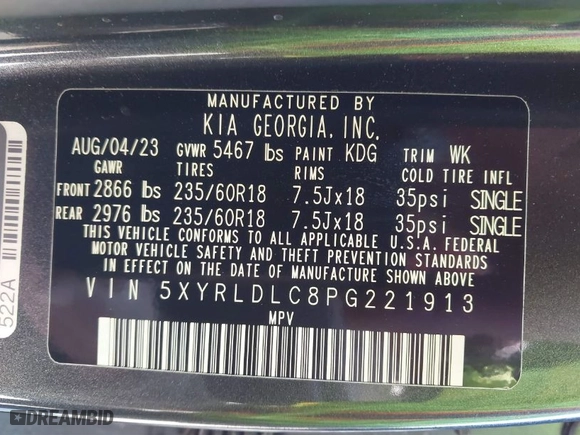 MANUFACTURED BY
KIA GEORGIA, INC.
AUG/04/23 GVWR 5467 lbs PAINT KDG TRIM WK
GAWR TIRES RIMS COLD TIRE INFL
FRONT 2866 lbs 235/60R18 7.5Jx18 35psi SINGLE
REAR 2976 lbs 235/60R18 7.5Jx18 35psi SINGLE
THIS VEHICLE CONFORMS TO ALL APPLICABLE U.S.A. FEDERAL
MOTOR VEHICLE SAFETY AND THEFT PREVENTION STANDARDS
IN EFFECT ON THE DATE OF MANUFACTURE SHOWN ABOVE
VIN 5XYRLDLC8PG221913
MPV
522A
DREAMBID